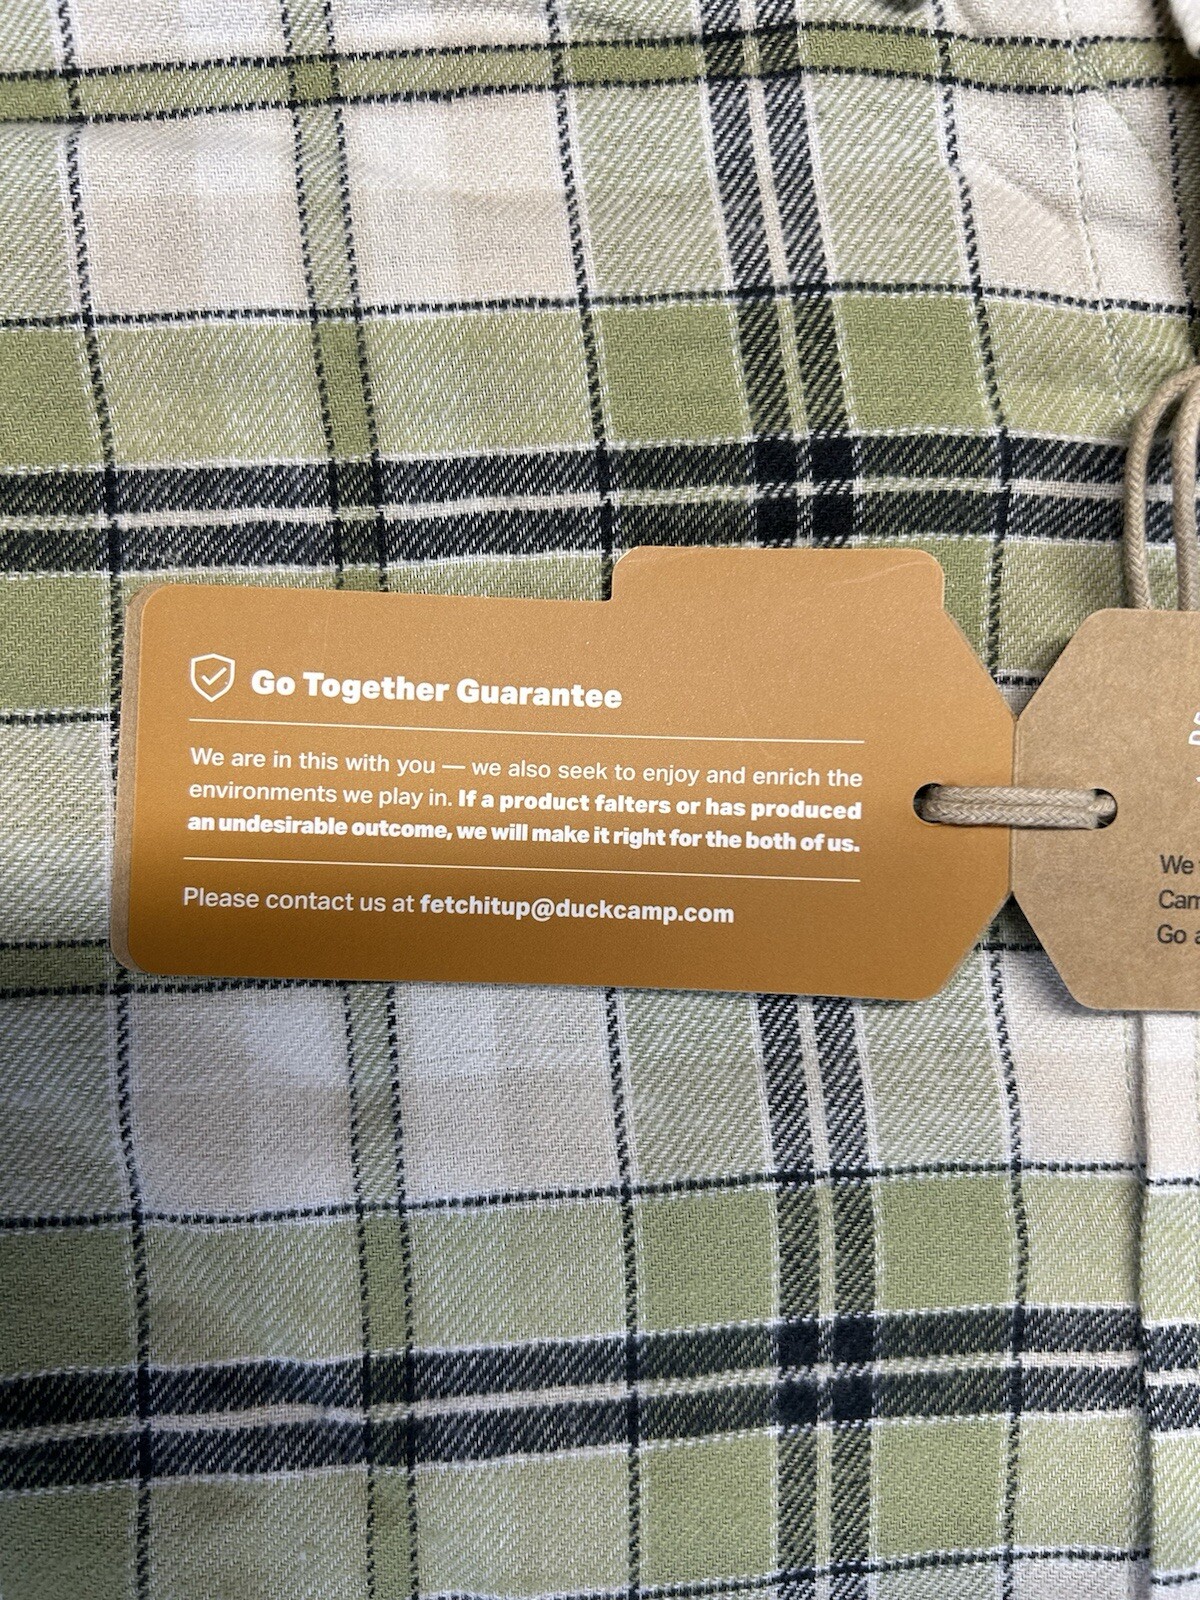 Go Together Guarantee
We are in this with you — we also seek to enjoy and enrich the
environments we play in. If a product falters or has produced
an undesirable outcome, we will make it right for the both of us.
Please contact us at fetchitup@duckcamp.com
We
Go